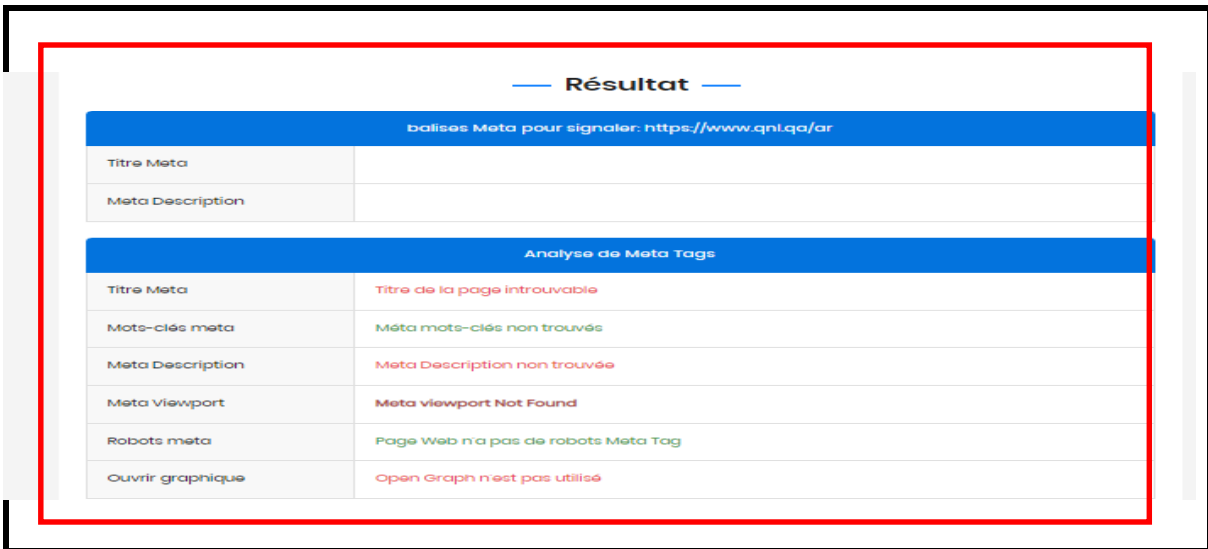 Résultat
balises Meta pour signaler: https://www.qnl.qa/ar
Titre Meta
Meta Description
Analyse de Meta Tags
Titre Meta Titre de la page introuvable
Mots-clés meta Méta mots-clés non trouvés
Meta Description Meta Description non trouvée
Meta Viewport Meta viewport Not Found
Robots meta Page Web n'a pas de robots Meta Tag
Ouvrir graphique Open Graph n'est pas utilisé